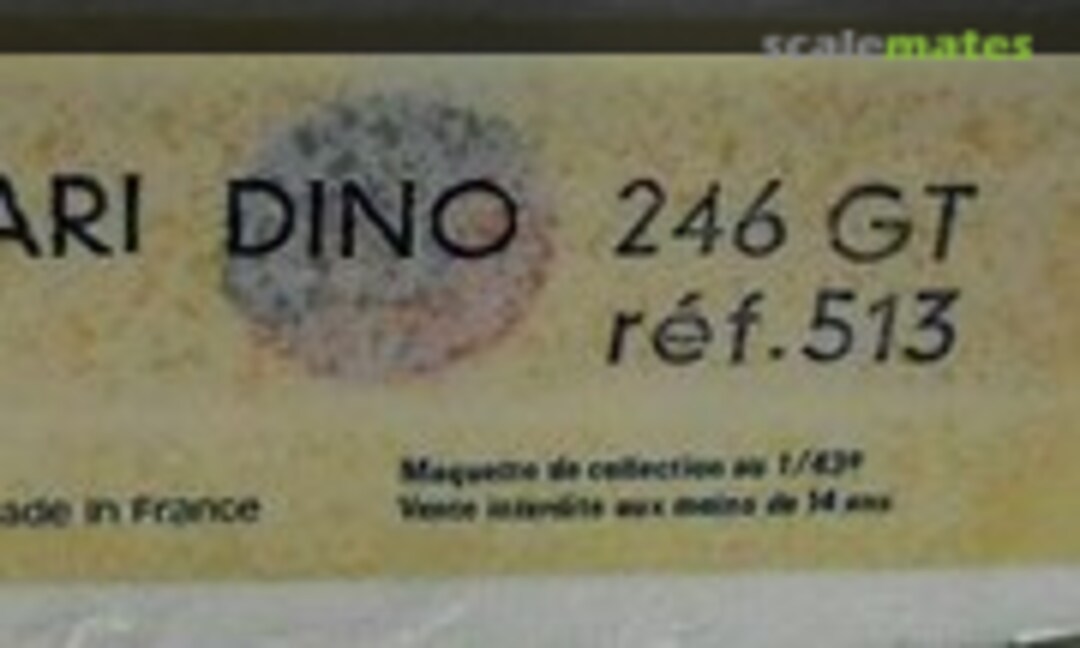 scalemates
ARI DINO 246 GT
réf.513
Maquette de collection au 1/43e
Vente interdite aux moins de 14 ans
ade in France